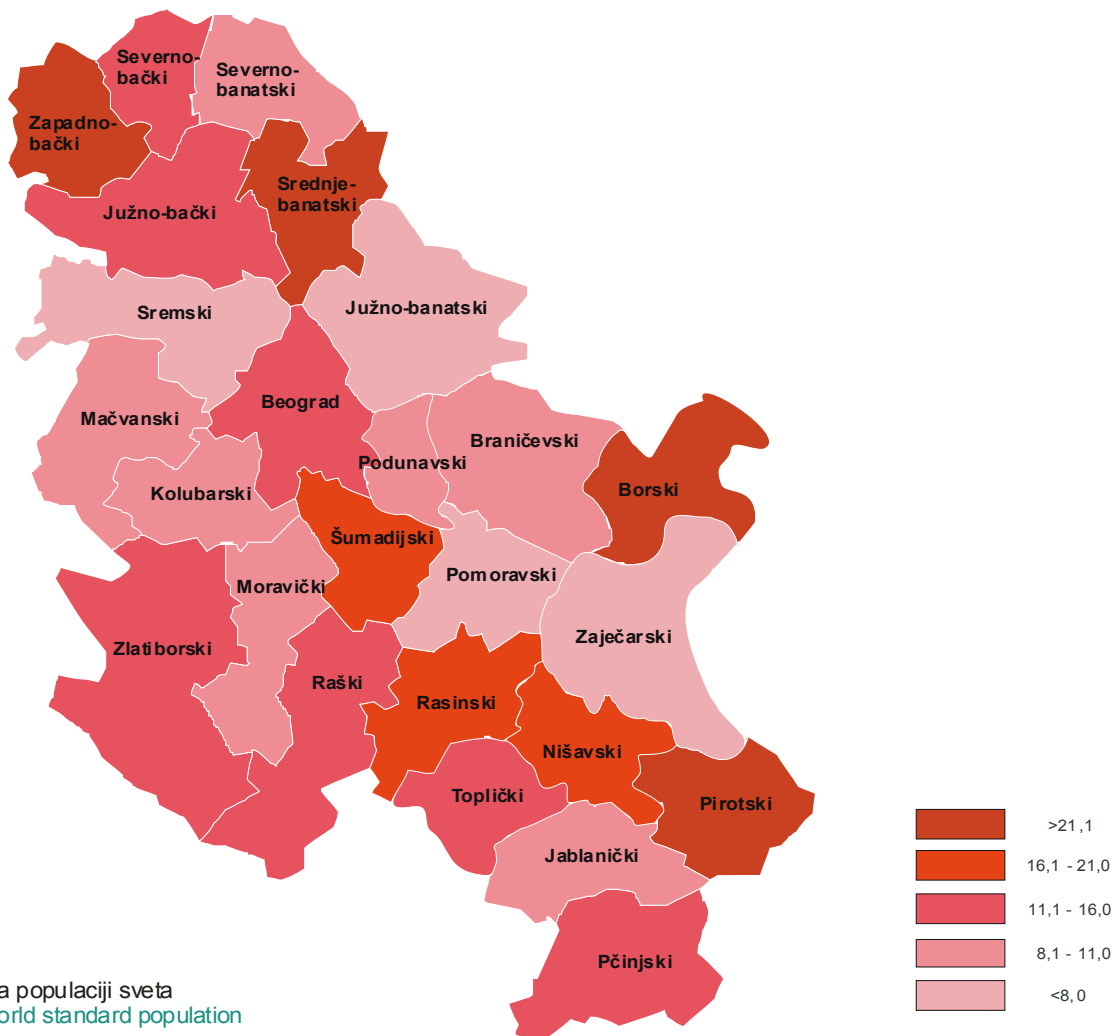 Severno-
bački
Severno-
banatski
Zapadno-
bački
Srednje-
banatski
Južno-bački
Sremski
Južno-banatski
Beograd
Mačvanski
Braničevski
Podunavski
Kolubarski
Borski
Šumadijski
Pomoravski
Moravički
Zaječarski
Zlatiborski
Raški
Rasinski
Nišavski
Toplički
Pirotski
Jablanički
Pčinjski
>21,1
16,1 - 21,0
11,1 - 16,0
8,1 - 11,0
<8,0
a populaciji sveta
orld standard population